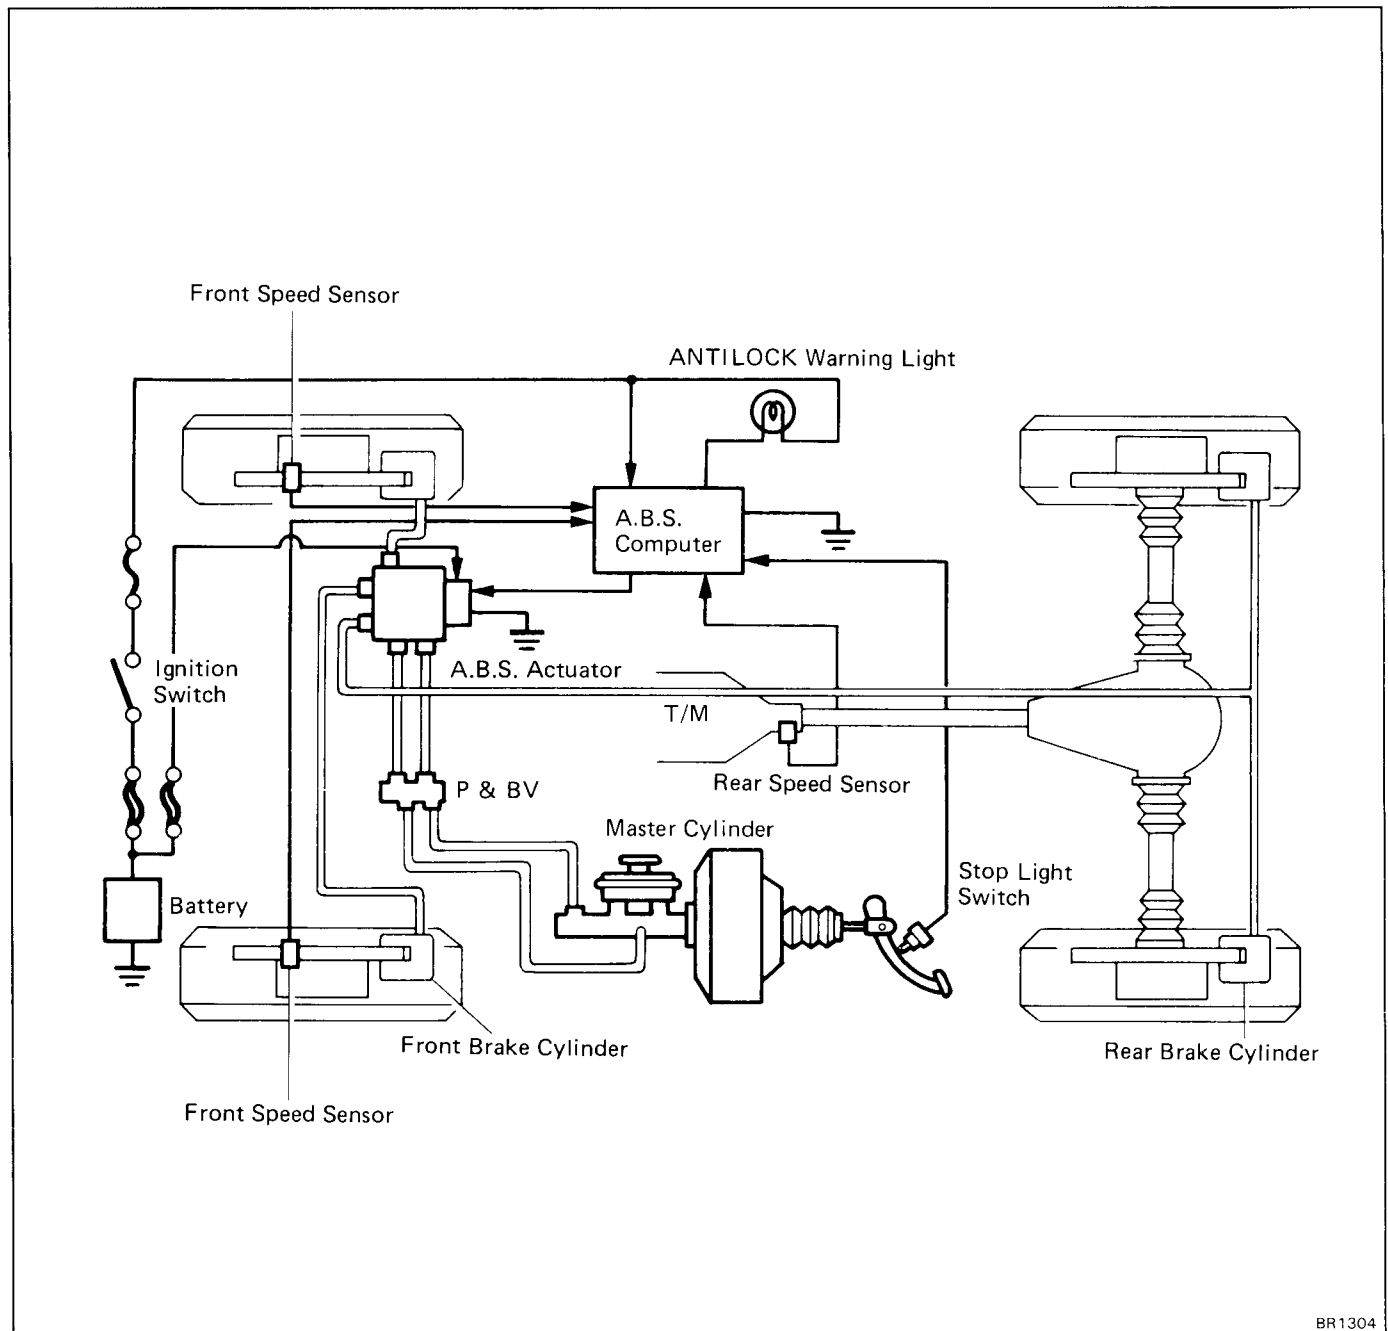 Front Speed Sensor
ANTILOCK Warning Light
A.B.S.
Computer
Ignition
Switch
A.B.S. Actuator
T/M
Rear Speed Sensor
P & BV
Master Cylinder
Stop Light
Switch
Battery
Front Brake Cylinder
Rear Brake Cylinder
Front Speed Sensor
BR1304